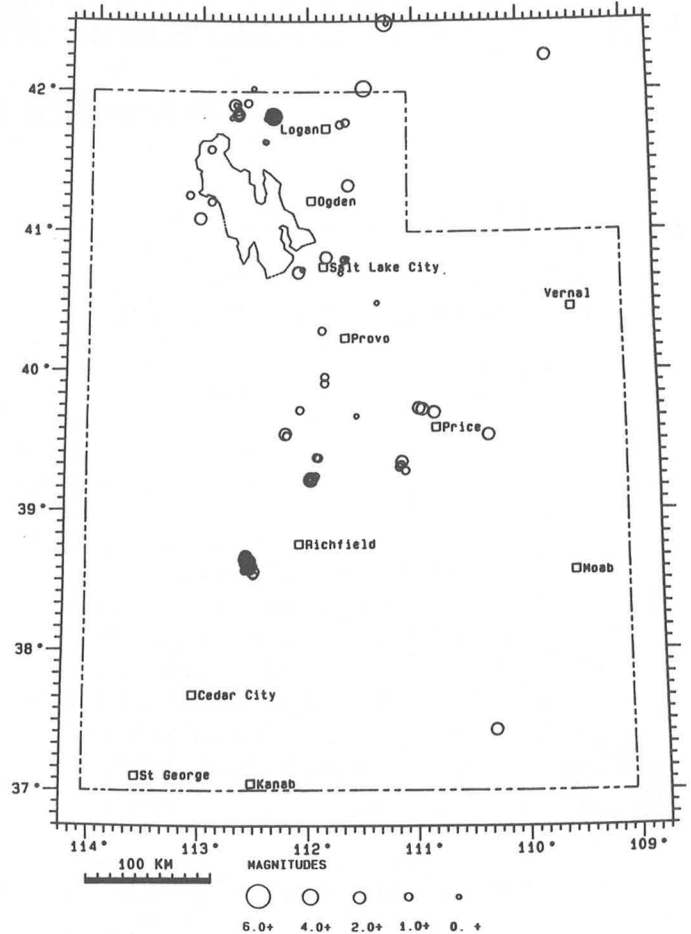 42°
Logan
Ogden
41°
Salt Lake City
Vernal
Provo
40°
Price
39°
Richfield
Moab
38°
Cedar City
St George
Kanab
37°
114° 113° 112° 111° 110° 109°
100 KM
MAGNITUDES
6.0+ 4.0+ 2.0+ 1.0+ 0. +